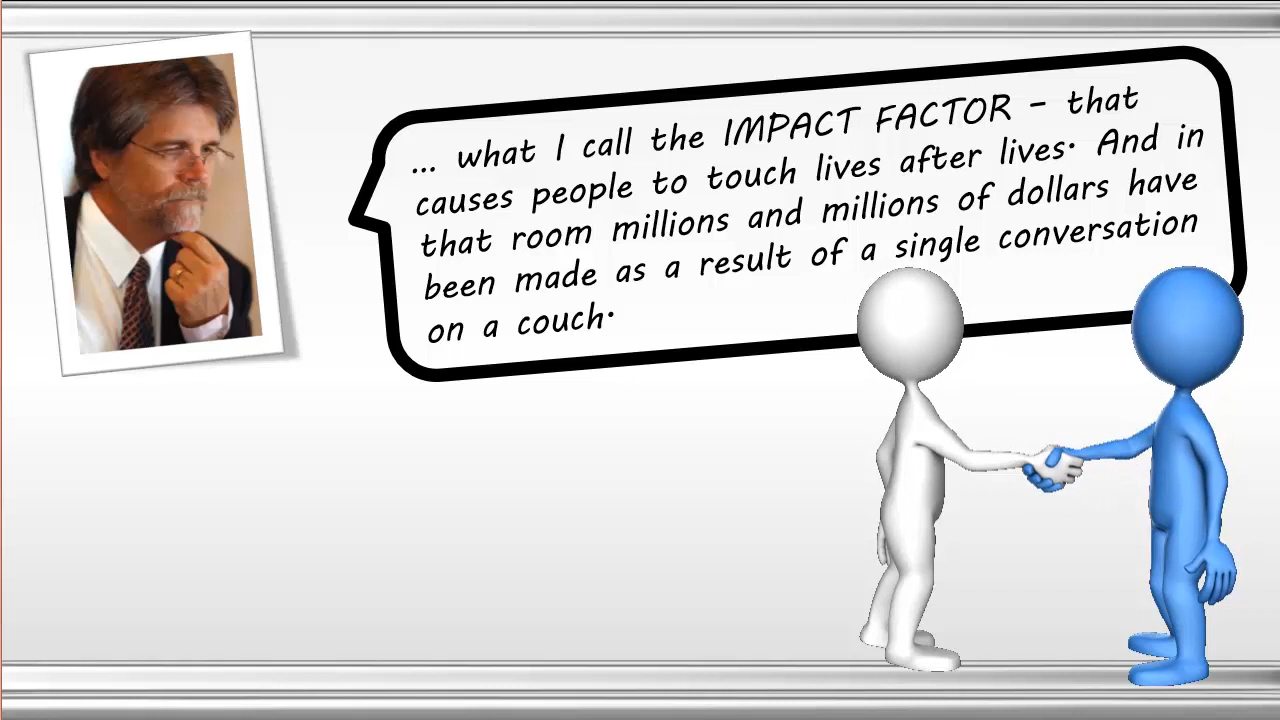 ... what I call the IMPACT FACTOR – that
causes people to touch lives after lives. And in
that room millions and millions of dollars have
been made as a result of a single conversation
on a couch.